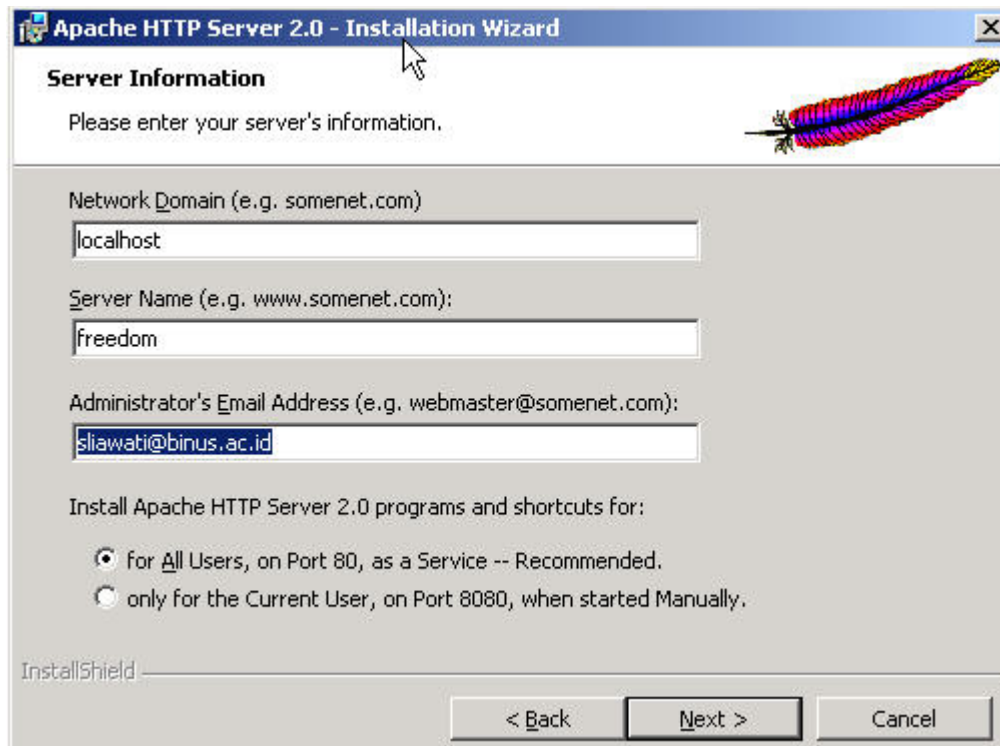 Apache HTTP Server 2.0 - Installation Wizard
Server Information
Please enter your server's information.
Network Domain (e.g. somenet.com)
localhost
Server Name (e.g. www.somenet.com):
freedom
Administrator's Email Address (e.g. webmaster@somenet.com):
sliawati@binus.ac.id
Install Apache HTTP Server 2.0 programs and shortcuts for:
for All Users, on Port 80, as a Service -- Recommended.
only for the Current User, on Port 8080, when started Manually.
InstallShield
< Back Next > Cancel